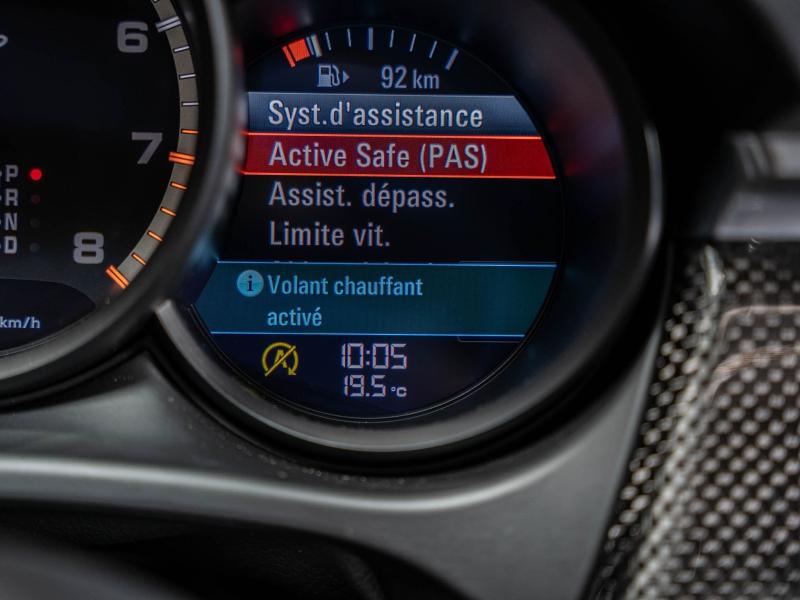 6
7
8
P
R
N
D
km/h
92 km
Syst.d'assistance
Active Safe (PAS)
Assist. dépass.
Limite vit.
i Volant chauffant
activé
A
10:05
19.5 °C